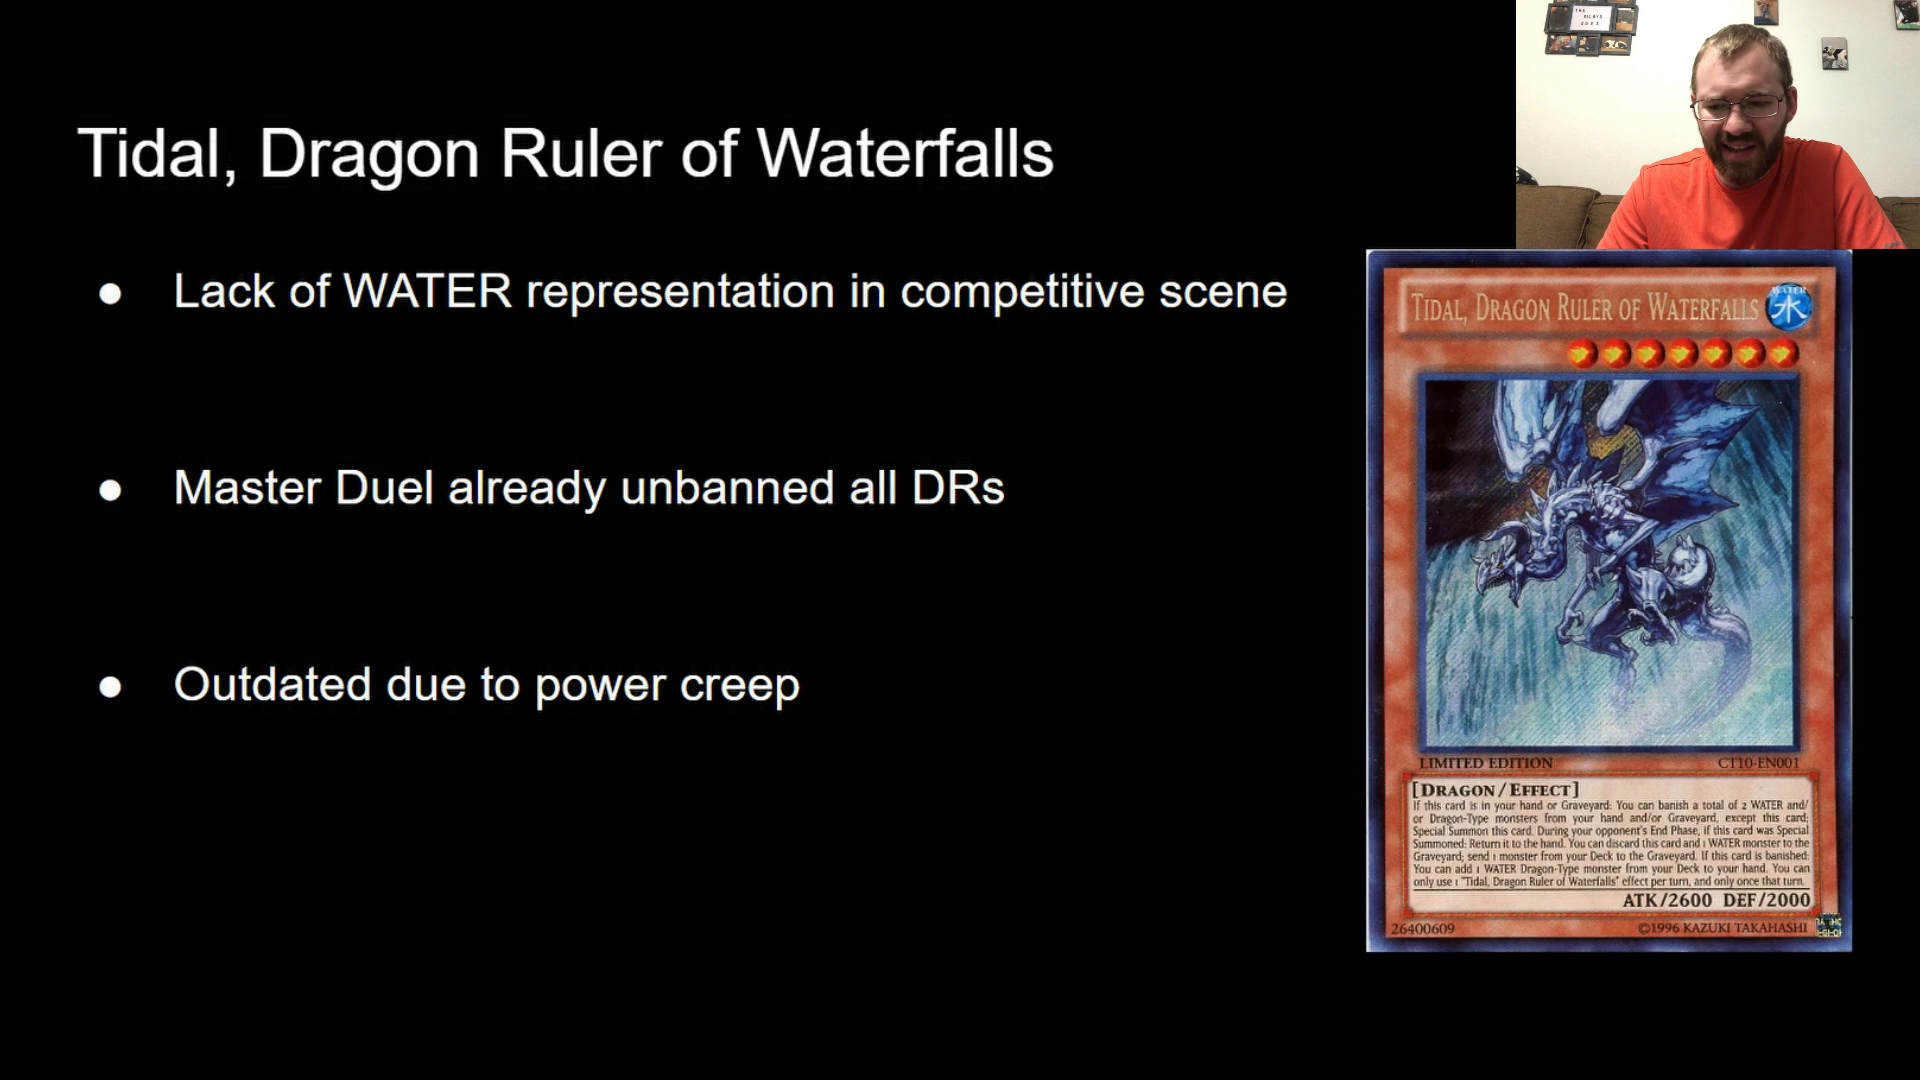 Tidal, Dragon Ruler of Waterfalls
● Lack of WATER representation in competitive scene
● Master Duel already unbanned all DRs
● Outdated due to power creep
THE
TIDAL, DRAGON RULER OF WATERFALLS
WATER
水
LIMITED EDITION CT10-EN001
[DRAGON/EFFECT]
If this card is in your hand or Graveyard: You can banish a total of 2 WATER and/
or Dragon-Type monsters from your hand and/or Graveyard, except this card;
Special Summon this card. During your opponent's End Phase, if this card was Special
Summoned: Return it to the hand. You can discard this card and 1 WATER monster to the
Graveyard; send 1 monster from your Deck to the Graveyard. If this card is banished:
You can add 1 WATER Dragon-Type monster from your Deck to your hand. You can
only use 1 "Tidal, Dragon Ruler of Waterfalls" effect per turn, and only once that turn.
ATK/2600 DEF/2000
26400609 ©1996 KAZUKI TAKAHASHI